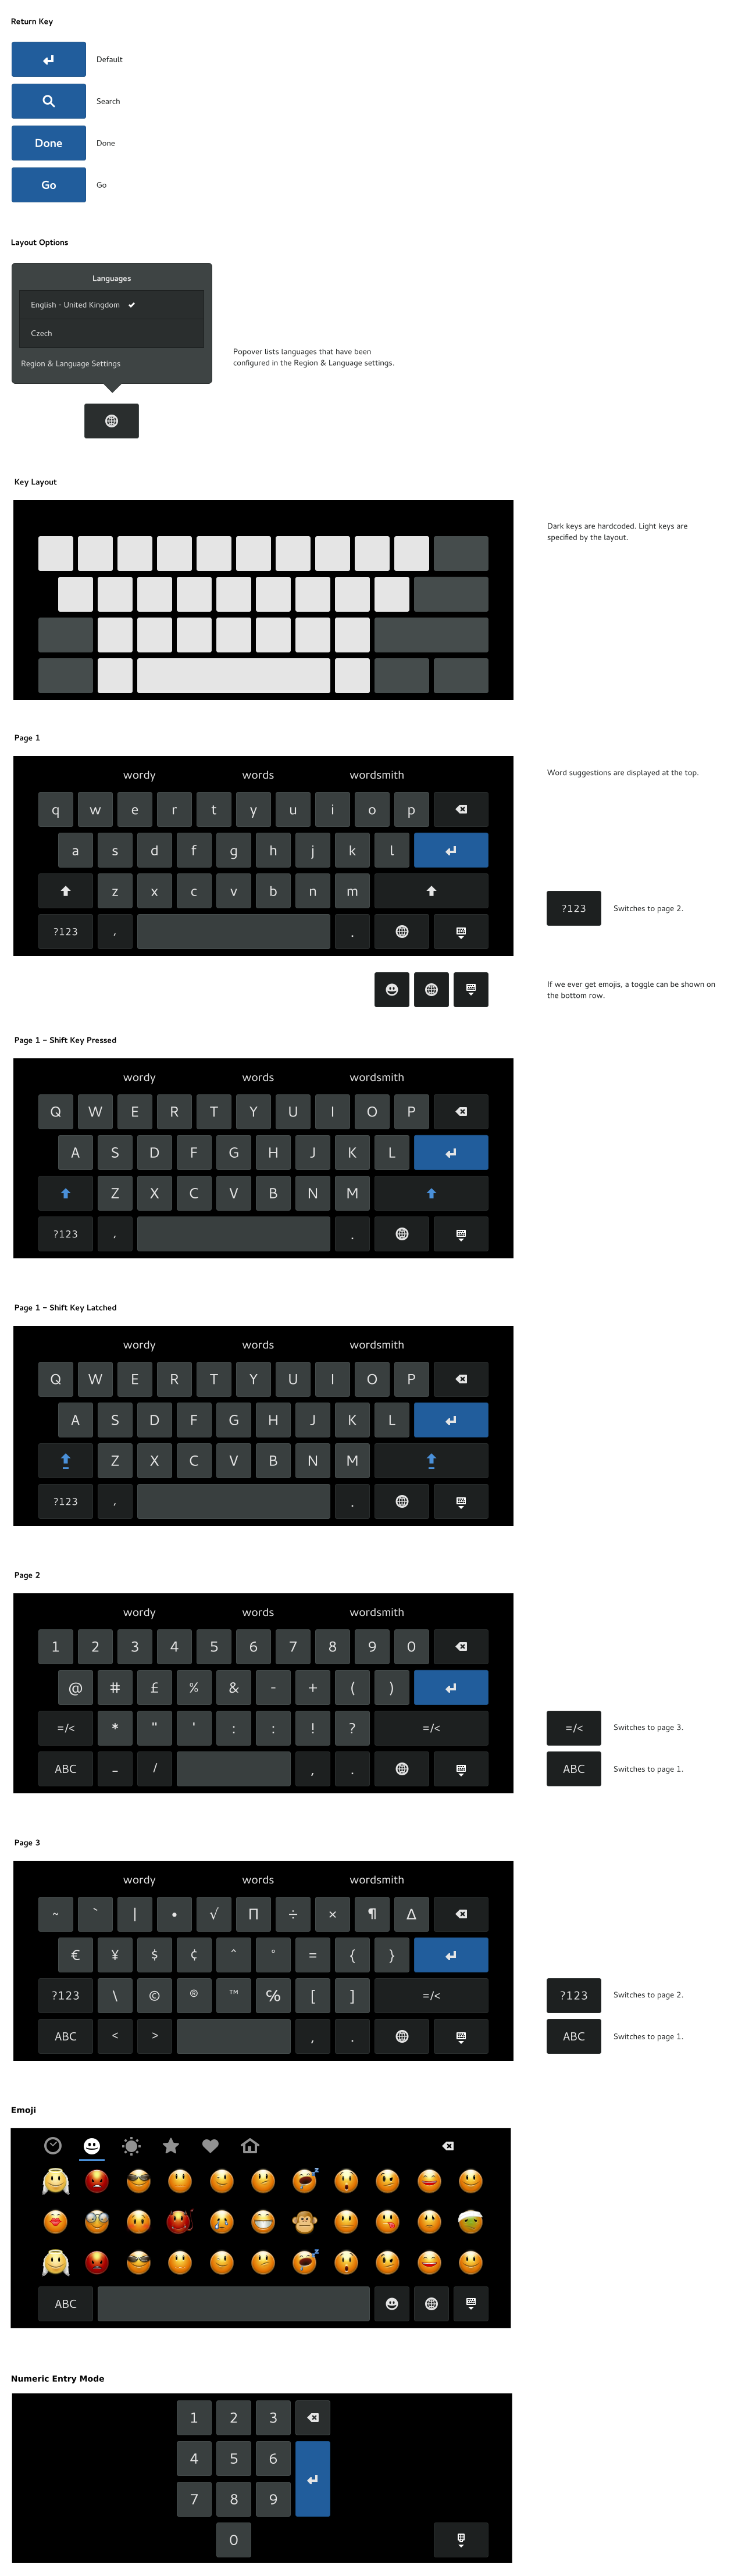 Return Key
Default
Search
Done Done
Go Go
Layout Options
Languages
English - United Kingdom ✔
Czech
Region & Language Settings
Popover lists languages that have been
configured in the Region & Language settings.
Key Layout
Dark keys are hardcoded. Light keys are
specified by the layout.
Page 1
wordy words wordsmith
Word suggestions are displayed at the top.
q w e r t y u i o p
a s d f g h j k l
z x c v b n m
?123 , .
?123 Switches to page 2.
If we ever get emojis, a toggle can be shown on
the bottom row.
Page 1 – Shift Key Pressed
wordy words wordsmith
Q W E R T Y U I O P
A S D F G H J K L
Z X C V B N M
?123 , .
Page 1 – Shift Key Latched
wordy words wordsmith
Q W E R T Y U I O P
A S D F G H J K L
Z X C V B N M
?123 , .
Page 2
wordy words wordsmith
1 2 3 4 5 6 7 8 9 0
@ # £ % & - + ( )
=/< * " ' : : ! ? =/<
ABC _ / , .
=/< Switches to page 3.
ABC Switches to page 1.
Page 3
wordy words wordsmith
~ ` | • √ Π ÷ × ¶ Δ
€ ¥ $ ¢ ^ ° = { }
?123 \ © ® ™ ℅ [ ] =/<
ABC < > , .
?123 Switches to page 2.
ABC Switches to page 1.
Emoji
ABC
Numeric Entry Mode
1 2 3
4 5 6
7 8 9
0